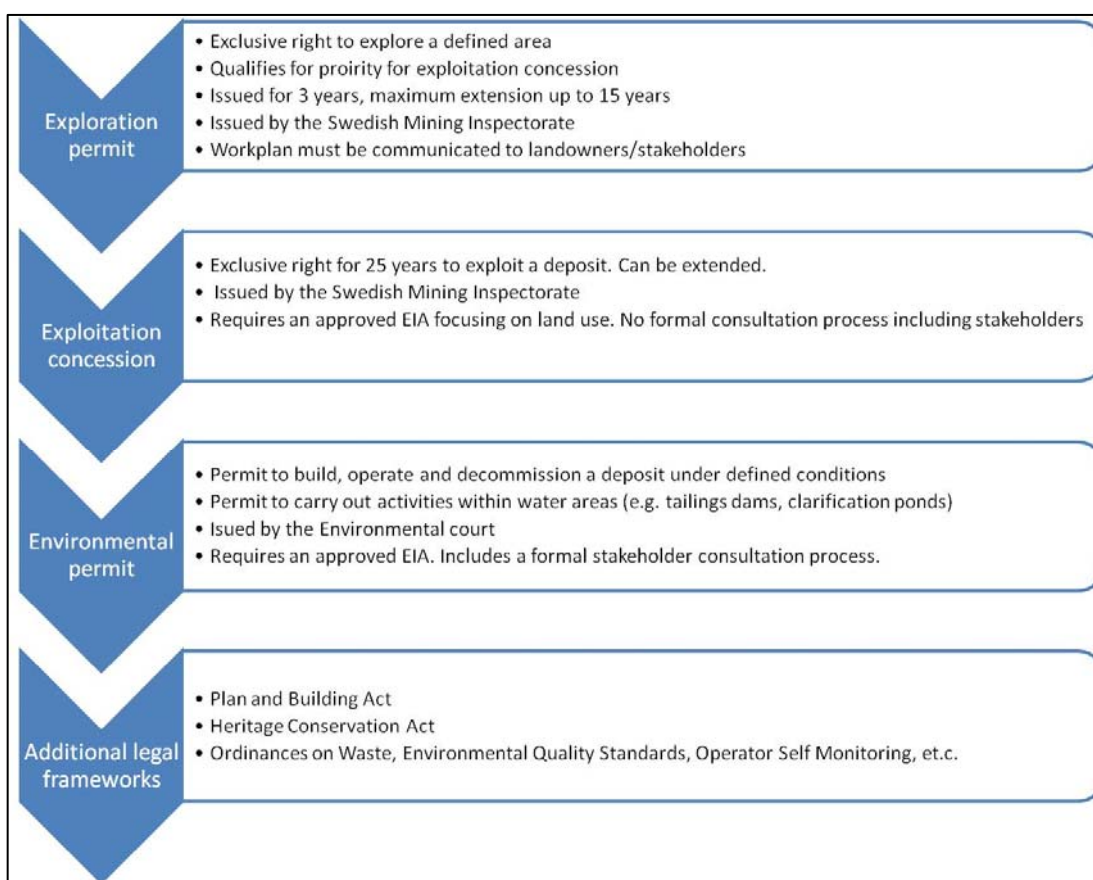 Exploration
permit
• Exclusive right to explore a defined area
• Qualifies for proirity for exploitation concession
• Issued for 3 years, maximum extension up to 15 years
• Issued by the Swedish Mining Inspectorate
• Workplan must be communicated to landowners/stakeholders
Exploitation
concession
• Exclusive right for 25 years to exploit a deposit. Can be extended.
• Issued by the Swedish Mining Inspectorate
• Requires an approved EIA focusing on land use. No formal consultation process including stakeholders
Environmental
permit
• Permit to build, operate and decommission a deposit under defined conditions
• Permit to carry out activities within water areas (e.g. tailings dams, clarification ponds)
• Isued by the Environmental court
• Requires an approved EIA. Includes a formal stakeholder consultation process.
Additional legal
frameworks
• Plan and Building Act
• Heritage Conservation Act
• Ordinances on Waste, Environmental Quality Standards, Operator Self Monitoring, et.c.